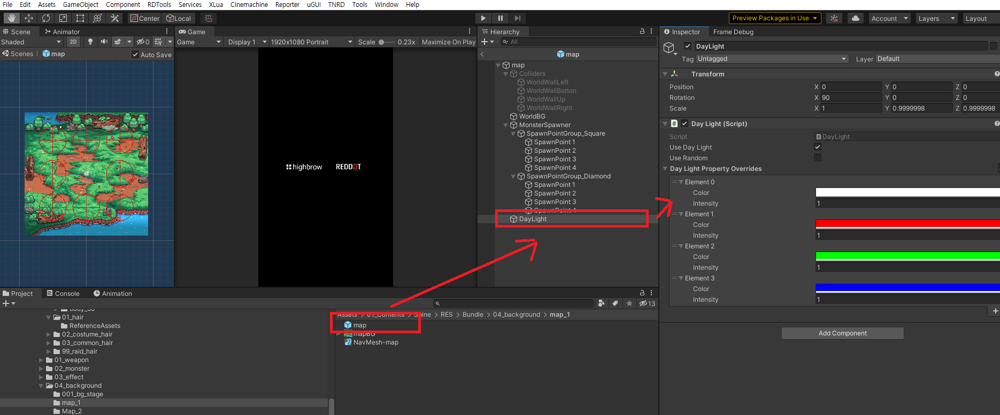 File Edit Assets GameObject Component RDTools Services XLua Cinemachine Reporter uGUI TNRD Tools Window Help
Center Local Preview Packages in Use Account Layers Layout
Scene Animator Game Hierarchy Inspector Frame Debug
Shaded 2D 0 Game Display 1 1920x1080 Portrait Scale 0.23x Maximize On Play All
Scenes map Auto Save
map
DayLight
Tag Untagged Layer Default
Transform
Position X 0 Y 0 Z 0
Rotation X 90 Y 0 Z 0
Scale X 1 Y 0.9999998 Z 0.9999998
Day Light (Script)
Script DayLight
Use Day Light
Use Random
Day Light Property Overrides
Element 0
Color
Intensity 1
Element 1
Color
Intensity 1
Element 2
Color
Intensity 1
Element 3
Color
Intensity 1
Add Component
map
Colliders
WorldWallLeft
WorldWallBotton
WorldWallUp
WorldWallRight
WorldBG
MonsterSpawner
SpawnPointGroup_Square
SpawnPoint 1
SpawnPoint 2
SpawnPoint 3
SpawnPoint 4
SpawnPointGroup_Diamond
SpawnPoint 1
SpawnPoint 2
SpawnPoint 3
SpawnPoint 4
DayLight
highbrow REDDOT
Project Console Animation
13
body_98
01_hair
ReferenceAssets
02_costume_hair
03_common_hair
99_raid_hair
01_weapon
02_monster
03_effect
04_background
001_bg_stage
map_1
Map_2
Assets 01_Contents Spine RES Bundle 04_background map_1
map
mapBG
NavMesh-map